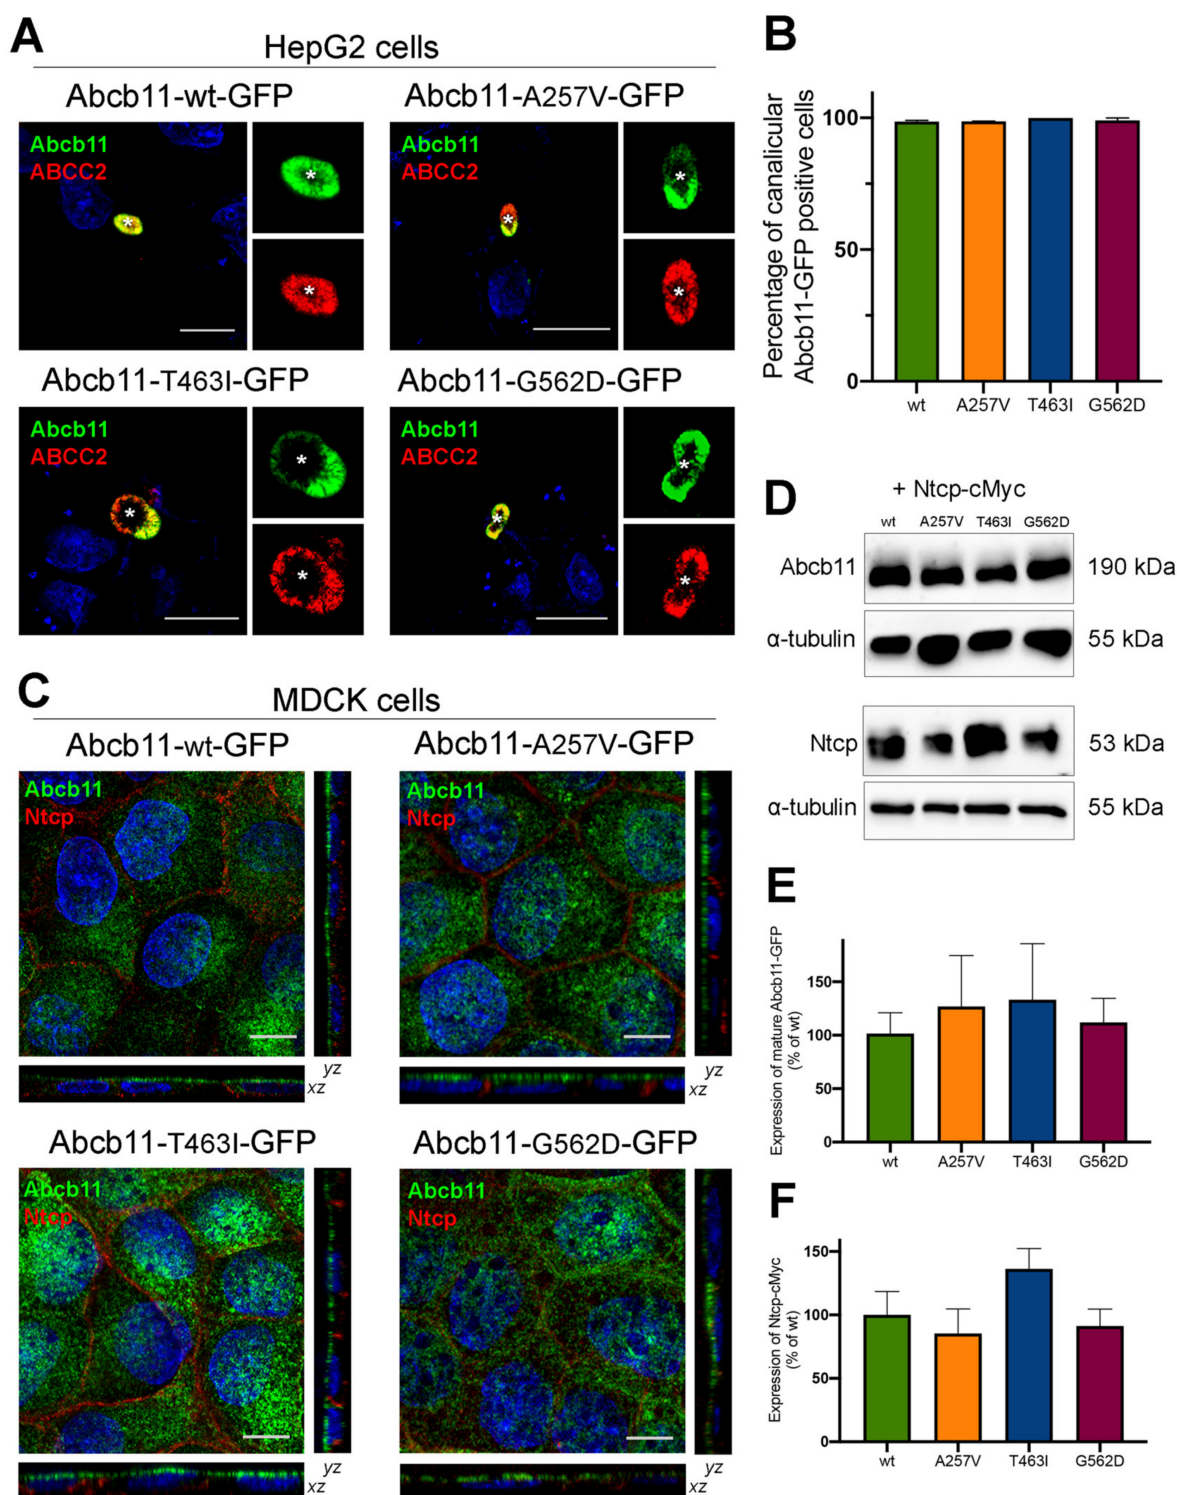 A
HepG2 cells
Abcb11-wt-GFP
Abcb11-A257V-GFP
Abcb11
ABCC2
*
*
*
Abcb11
ABCC2
*
*
*
Abcb11-T463I-GFP
Abcb11-G562D-GFP
Abcb11
ABCC2
*
*
*
Abcb11
ABCC2
*
*
*
B
Percentage of canalicular
Abcb11-GFP positive cells
100
50
0
wt
A257V
T463I
G562D
C
MDCK cells
Abcb11-wt-GFP
Abcb11-A257V-GFP
Abcb11
Ntcp
yz
xz
Abcb11
Ntcp
yz
xz
Abcb11-T463I-GFP
Abcb11-G562D-GFP
Abcb11
Ntcp
yz
xz
Abcb11
Ntcp
yz
xz
D
+ Ntcp-cMyc
wt A257V T463I G562D
Abcb11 190 kDa
α-tubulin 55 kDa
Ntcp 53 kDa
α-tubulin 55 kDa
E
Expression of mature Abcb11-GFP
(% of wt)
150
100
50
0
wt
A257V
T463I
G562D
F
Expression of Ntcp-cMyc
(% of wt)
150
100
50
0
wt
A257V
T463I
G562D